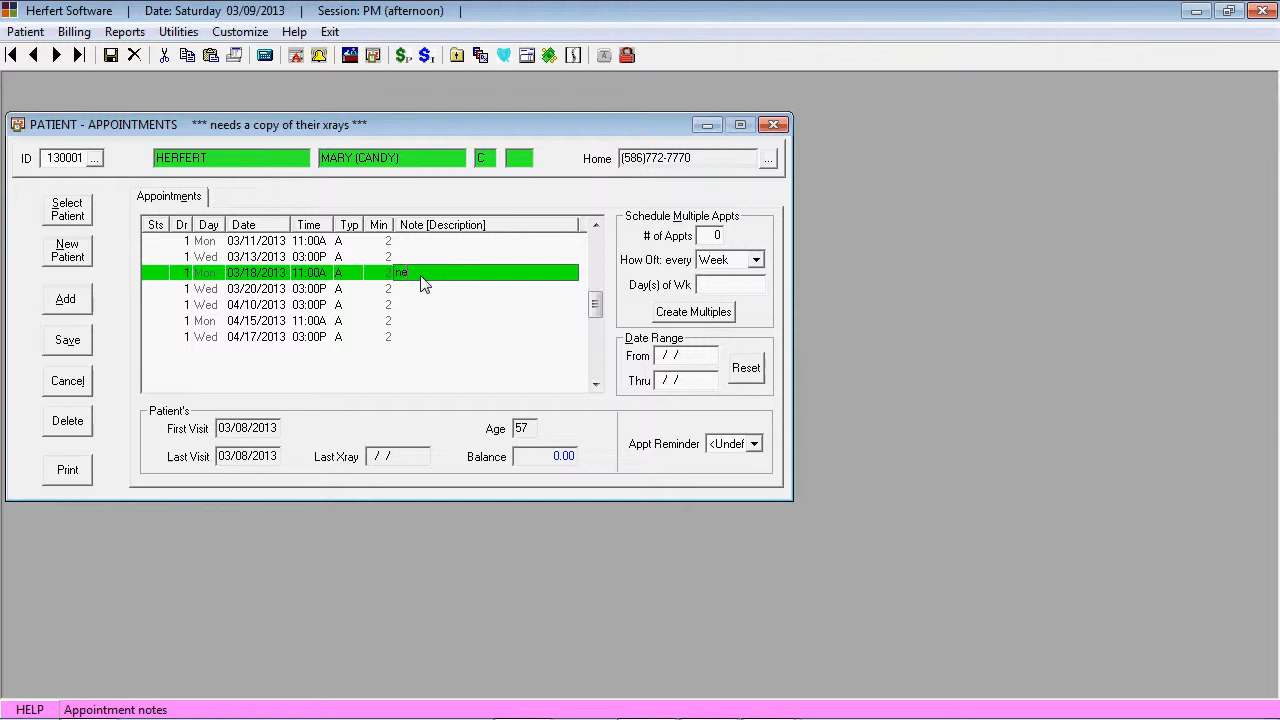 Herfert Software | Date: Saturday 03/09/2013 | Session: PM (afternoon) |
Patient Billing Reports Utilities Customize Help Exit
PATIENT - APPOINTMENTS *** needs a copy of their xrays ***
ID ... HERFERT MARY (CANDY) C Home (586)772-7770 ...
Select Patient
New Patient
Add
Save
Cancel
Delete
Print
Appointments
Sts Dr Day Date Time Typ Min Note [Description]
1 Mon 03/11/2013 11:00A A 2
1 Wed 03/13/2013 03:00P A 2
1 Mon 03/18/2013 11:00A A 2 ne
1 Wed 03/20/2013 03:00P A 2
1 Wed 04/10/2013 03:00P A 2
1 Mon 04/15/2013 11:00A A 2
1 Wed 04/17/2013 03:00P A 2
Schedule Multiple Appts
# of Appts 0
How Oft: every Week
Day(s) of Wk
Create Multiples
Date Range
From / /
Thru / /
Reset
Patient's
First Visit 03/08/2013 Age 57
Last Visit 03/08/2013 Last Xray / / Balance 0.00
Appt Reminder <Undef
HELP Appointment notes